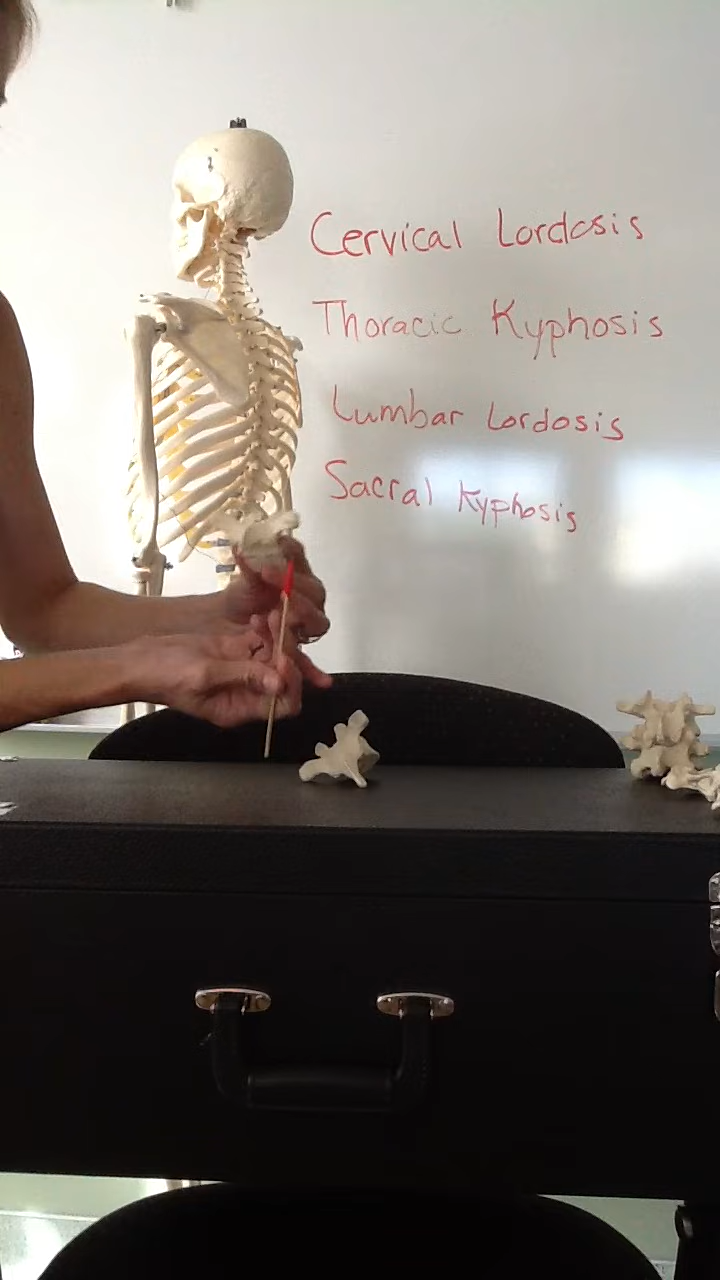 Cervical Lordosis
Thoracic Kyphosis
Lumbar Lordosis
Sacral Kyphosis